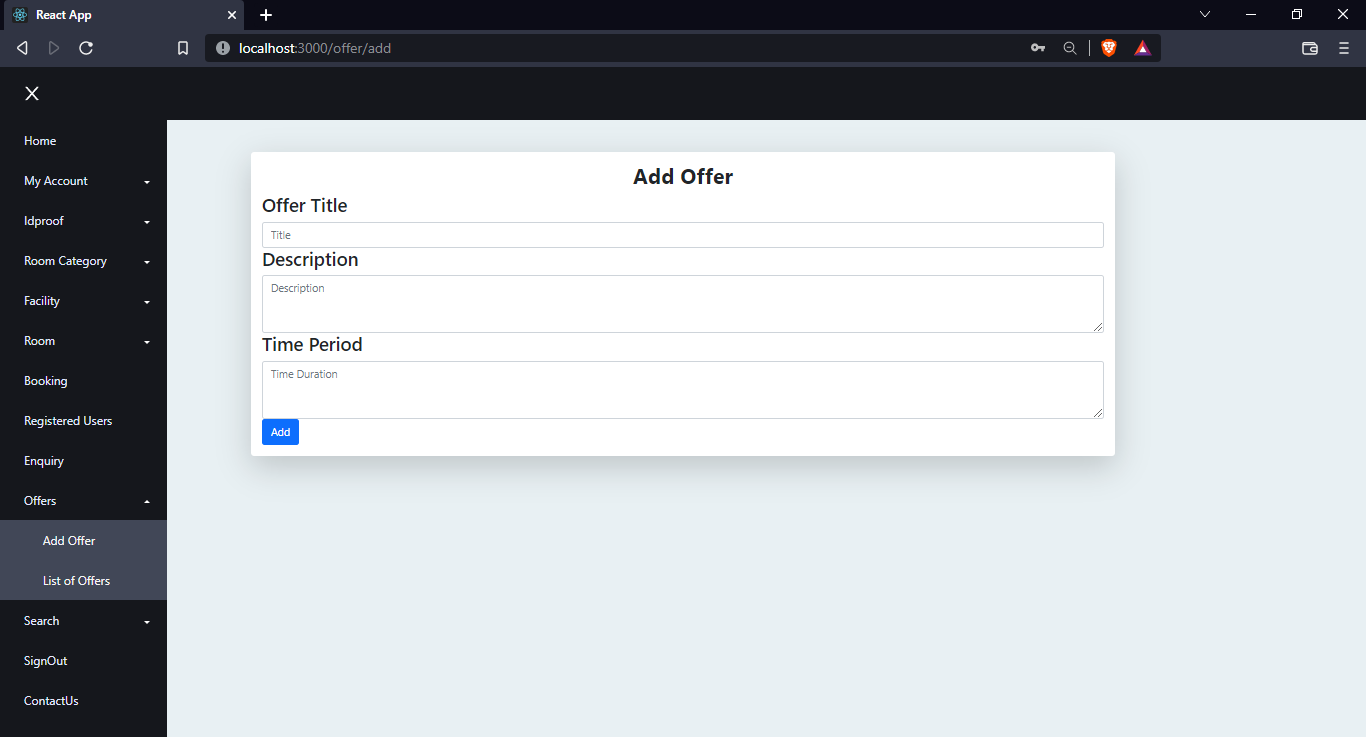 React App
localhost:3000/offer/add
Home
My Account
Idproof
Room Category
Facility
Room
Booking
Registered Users
Enquiry
Offers
Add Offer
List of Offers
Search
SignOut
ContactUs
Add Offer
Offer Title
Title
Description
Description
Time Period
Time Duration
Add